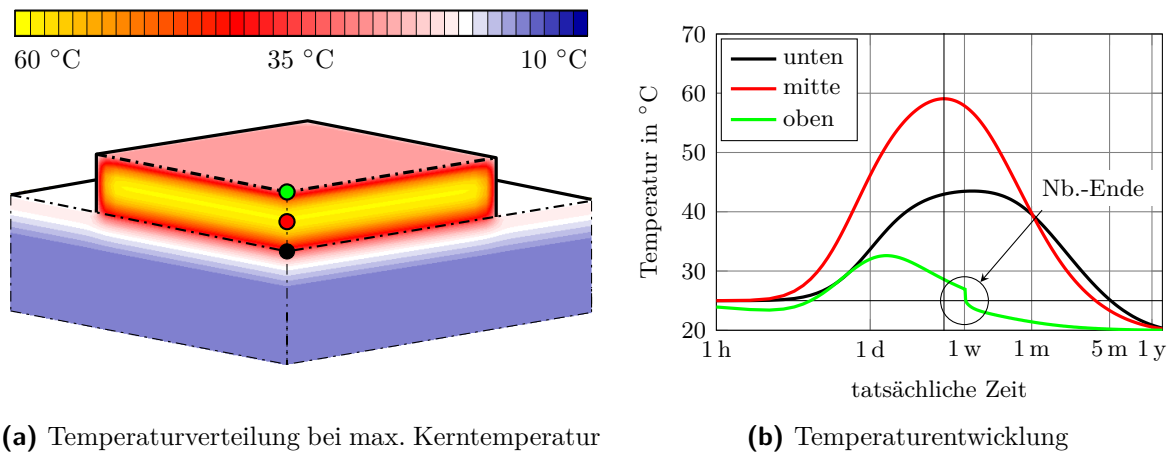 60 °C 35 °C 10 °C
(a) Temperaturverteilung bei max. Kerntemperatur
70
60
50
40
30
20
Temperatur in °C
unten
mitte
oben
Nb.-Ende
1 h 1 d 1 w 1 m 5 m 1 y
tatsächliche Zeit
(b) Temperaturentwicklung